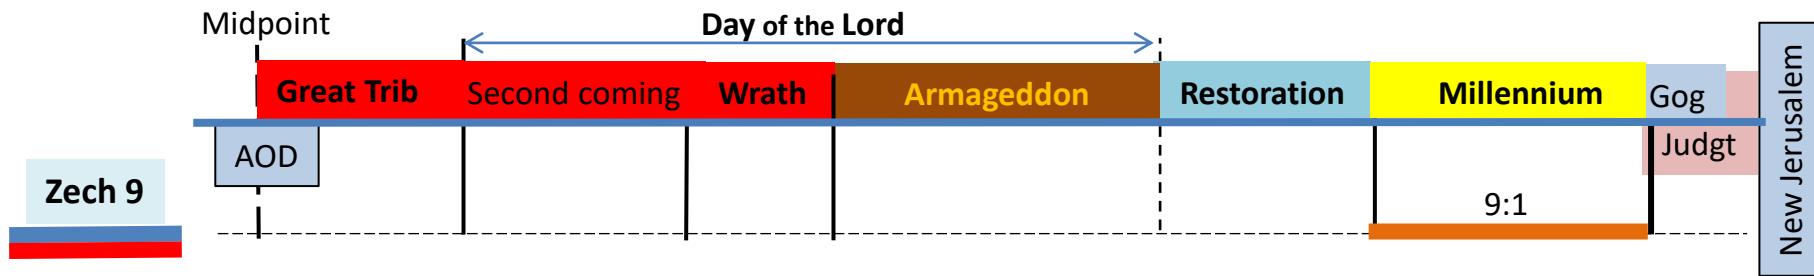 Midpoint
Day of the Lord
Great Trib Second coming Wrath Armageddon Restoration Millennium Gog
AOD
Judgt
Zech 9
9:1
New Jerusalem